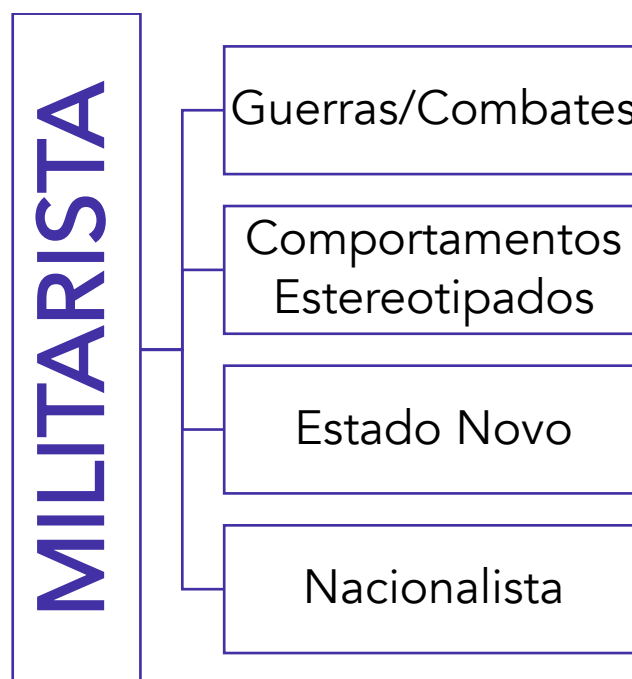 MILITARISTA
Guerras/Combates
Comportamentos
Estereotipados
Estado Novo
Nacionalista